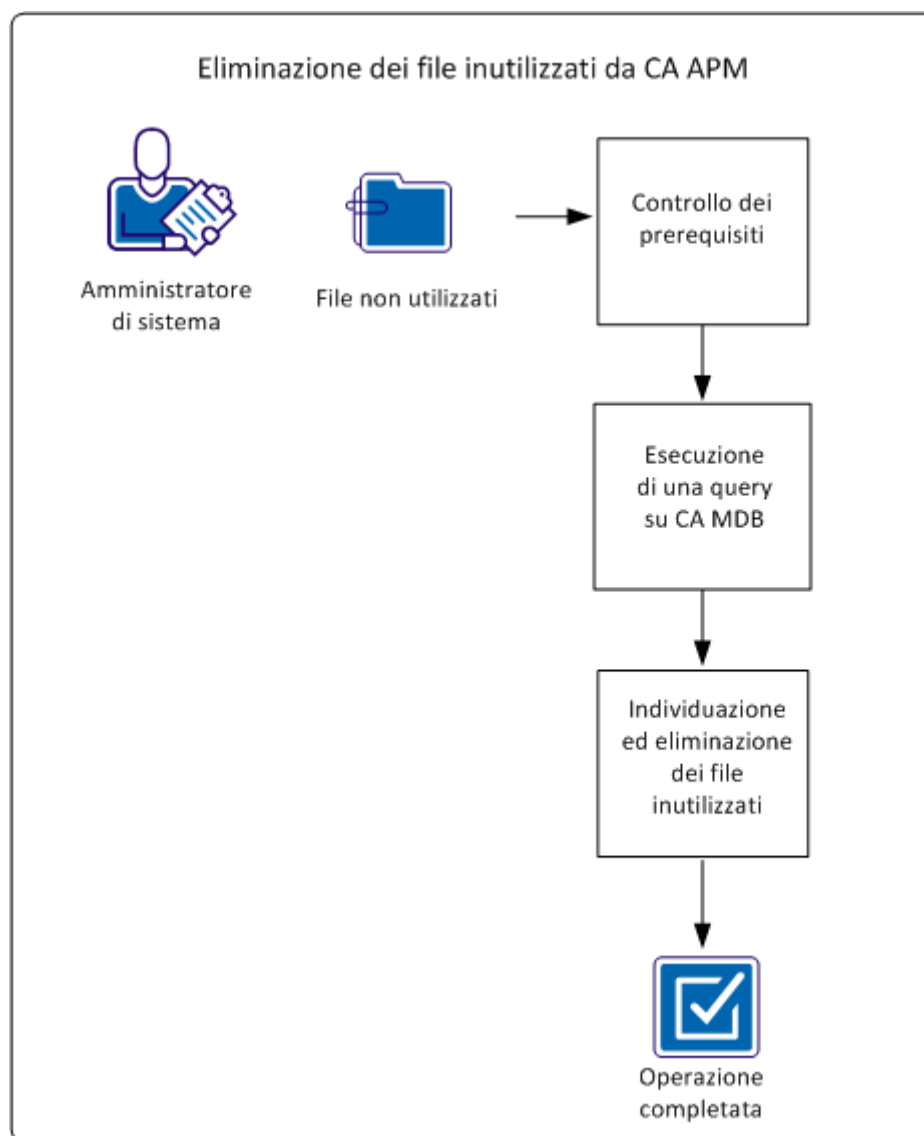 Eliminazione dei file inutilizzati da CA APM
Amministratore
di sistema
File non utilizzati
Controllo dei
prerequisiti
Esecuzione
di una query
su CA MDB
Individuazione
ed eliminazione
dei file
inutilizzati
Operazione
completata